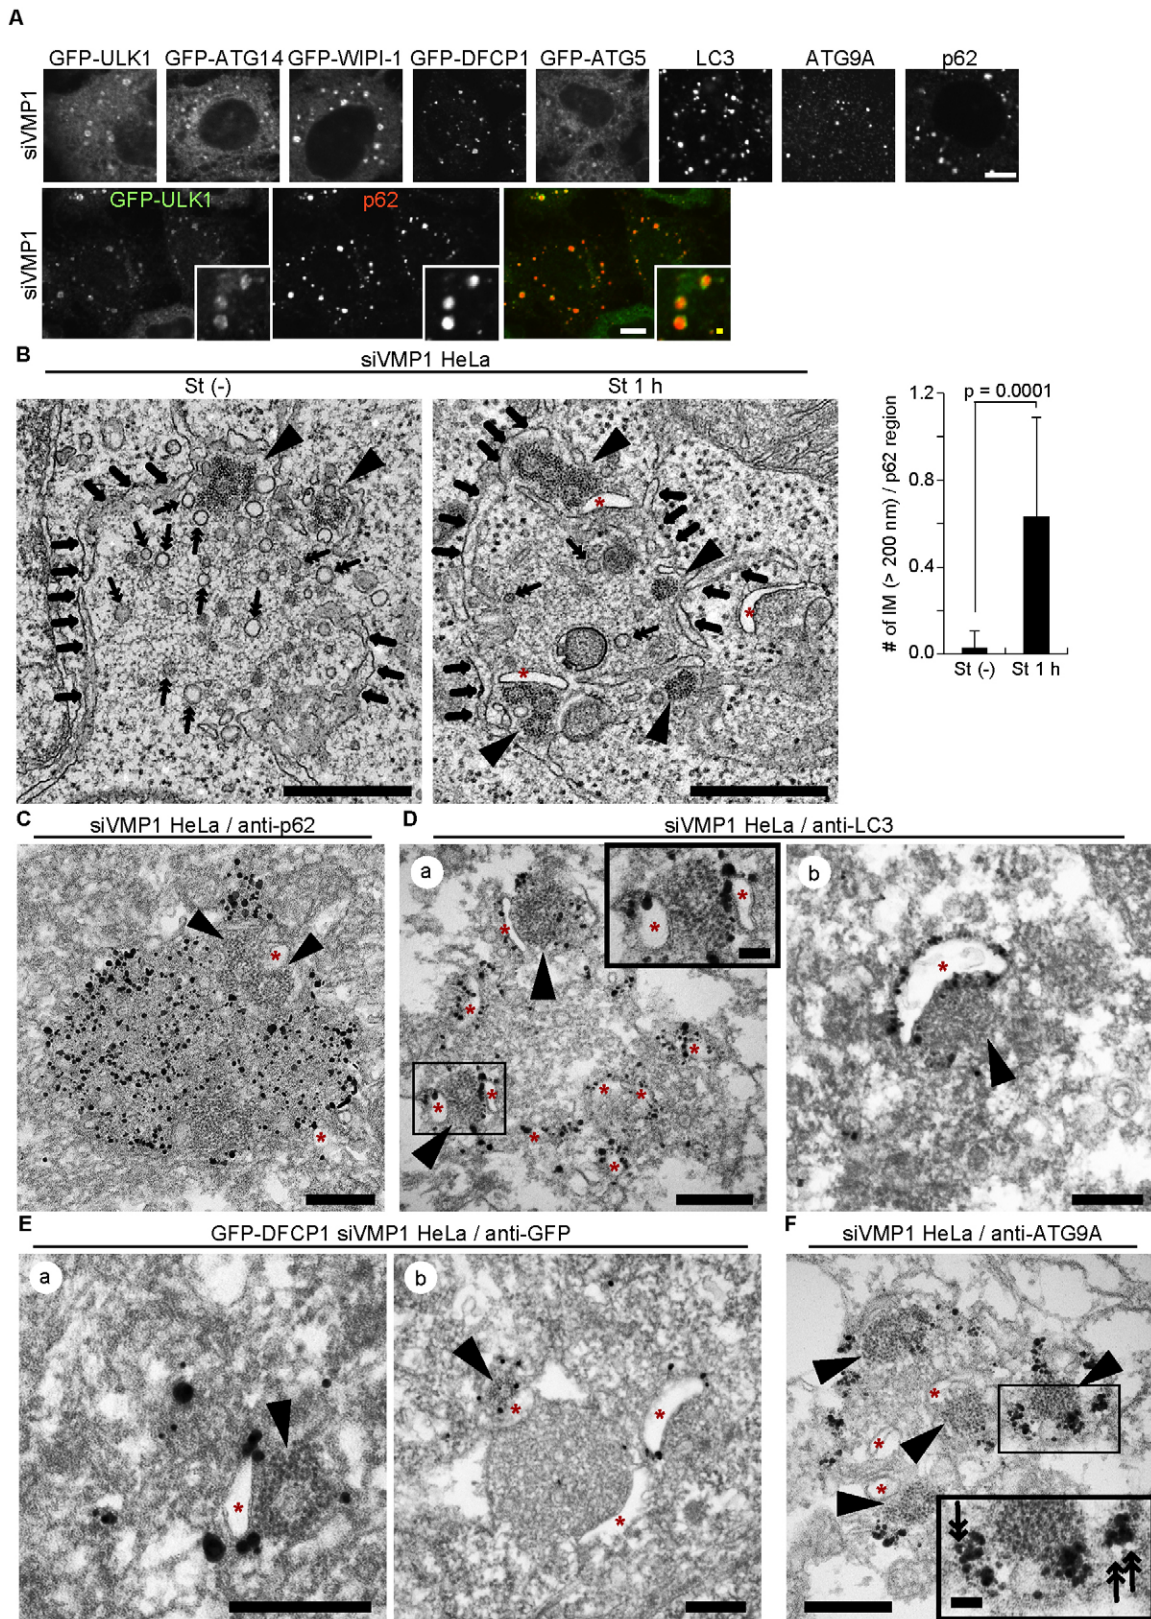 A
GFP-ULK1 GFP-ATG14 GFP-WIPI-1 GFP-DFCP1 GFP-ATG5 LC3 ATG9A p62
siVMP1
GFP-ULK1 p62
siVMP1
B
siVMP1 HeLa
St (-) St 1 h
# of IM (> 200 nm) / p62 region
1.2
0.8
0.4
0.0
p = 0.0001
St (-) St 1 h
C siVMP1 HeLa / anti-p62
D siVMP1 HeLa / anti-LC3
a b
E GFP-DFCP1 siVMP1 HeLa / anti-GFP
a b
F siVMP1 HeLa / anti-ATG9A